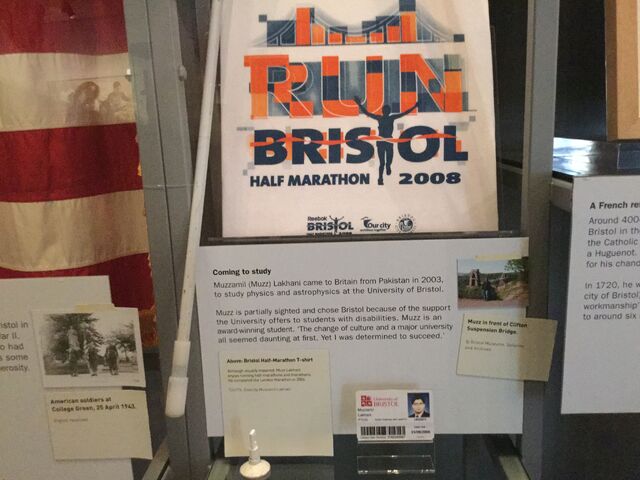 RUN
BRISTOL
HALF MARATHON 2008
Reebok
BRISTOL
Our city
Coming to study
Muzzamil (Muzz) Lakhani came to Britain from Pakistan in 2003,
to study physics and astrophysics at the University of Bristol.
Muzz is partially sighted and chose Bristol because of the support
the University offers to students with disabilities. Muzz is an
award-winning student. 'The change of culture and a major university
all seemed daunting at first. Yet I was determined to succeed.'
Muzz in front of Clifton
Suspension Bridge.
Above: Bristol Half-Marathon T-shirt
University of
BRISTOL
Muzzamil
Lakhani
American soldiers at
College Green, 25 April 1943.
A French re
Around 400
Bristol in th
the Catholic
a Huguenot.
for his chand
In 1720, he w
city of Bristol
workmanship'
to around six